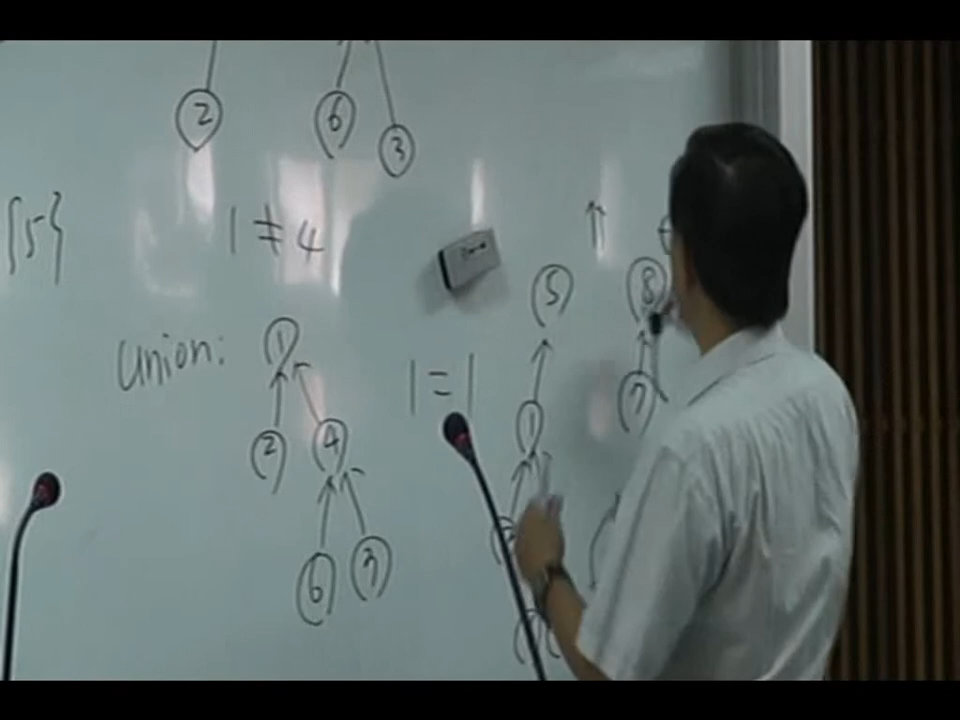 2 6 3
{5} 1 ≠ 4
5 8
union: 1 1 = 1
1 7
2 4
6 3